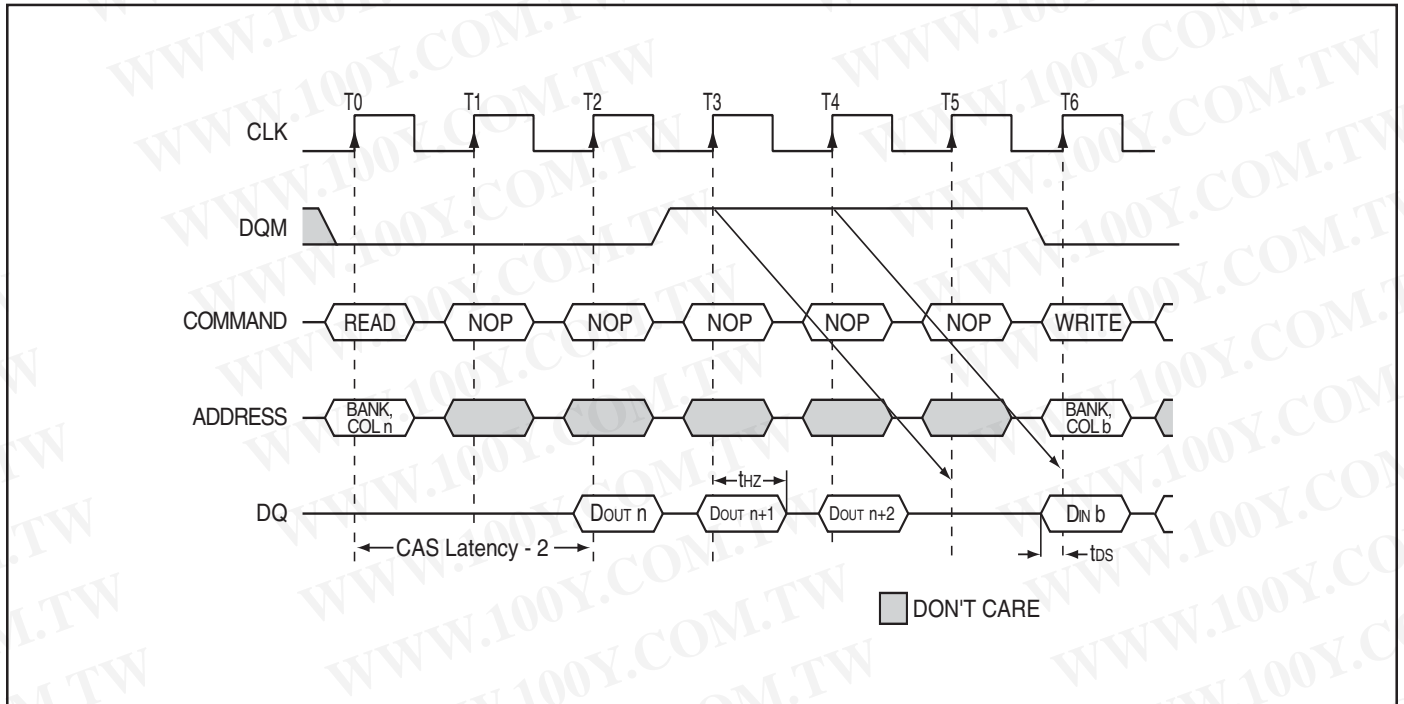 T0 T1 T2 T3 T4 T5 T6
CLK
DQM
COMMAND READ NOP NOP NOP NOP NOP WRITE
ADDRESS BANK, COL n BANK, COL b
tHZ
DQ DOUT n DOUT n+1 DOUT n+2 DIN b
CAS Latency - 2 tDS
DON'T CARE
WWW.100Y.COM.TW